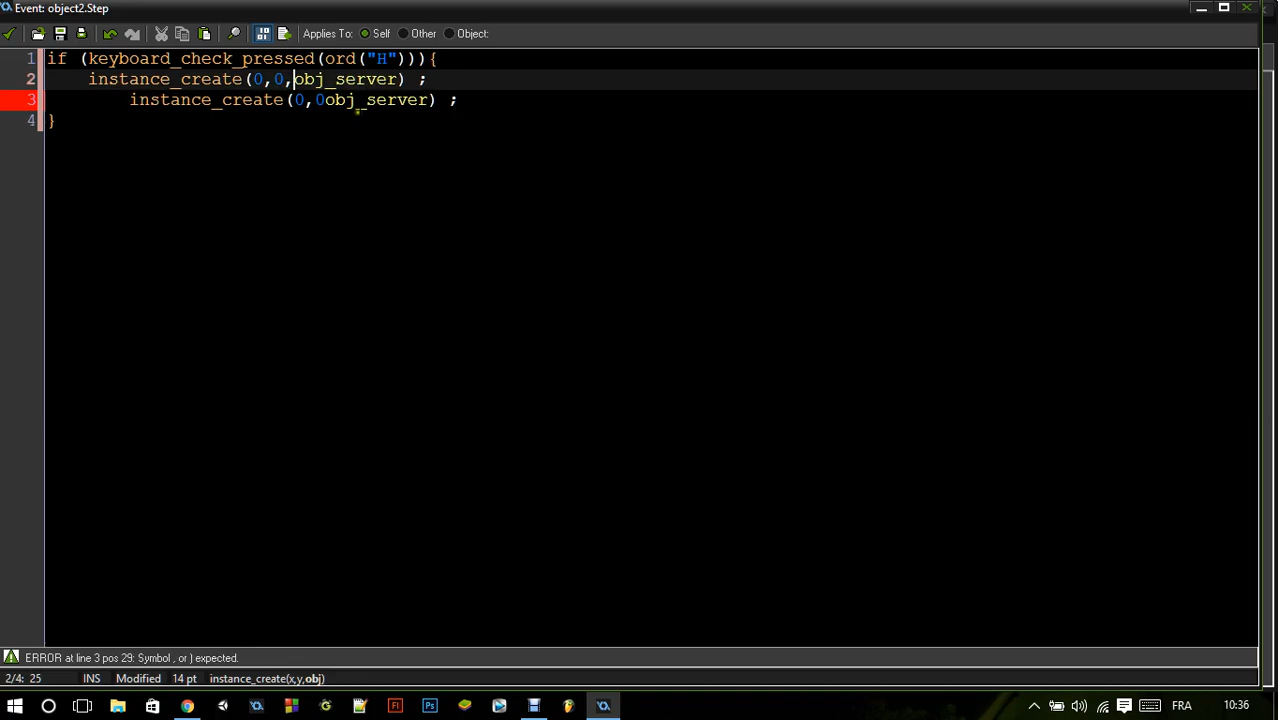 Event: object2.Step
Applies To: Self Other Object:
1 if (keyboard_check_pressed(ord("H"))){
2 instance_create(0,0,obj_server) ;
3 instance_create(0,0obj_server) ;
4 }
ERROR at line 3 pos 29: Symbol , or ) expected.
2/4: 25 INS Modified 14 pt instance_create(x,y,obj)
Fl Ps FRA 10:36